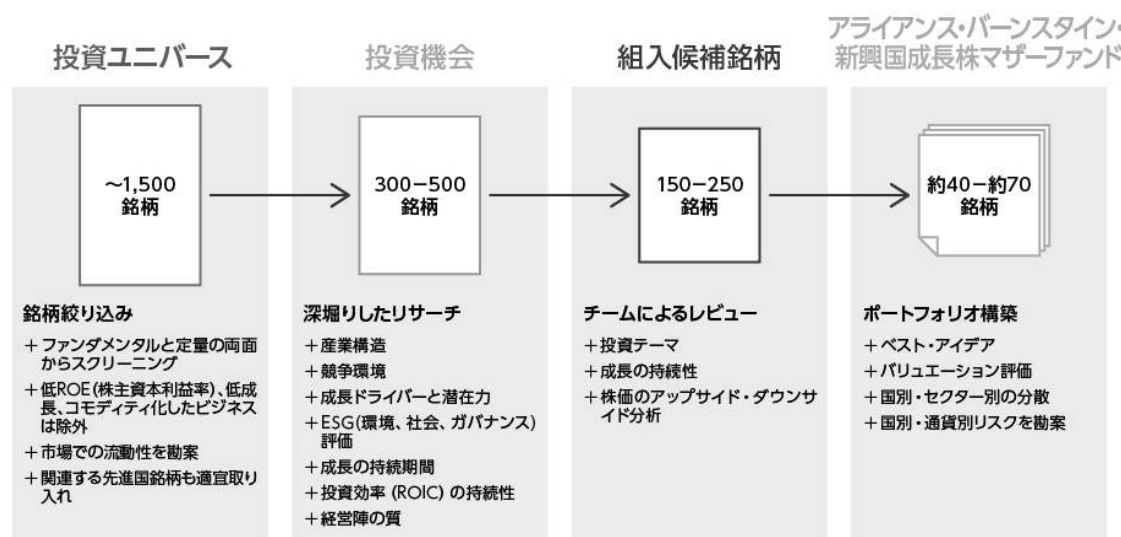 投資ユニバース
~1,500
銘柄
銘柄絞り込み
+ファンダメンタルと定量の両面
からスクリーニング
+低ROE(株主資本利益率)、低成
長、コモディティ化したビジネス
は除外
+市場での流動性を勘案
+関連する先進国銘柄も適宜取り
入れ
投資機会
300-500
銘柄
深堀りしたリサーチ
+産業構造
+競争環境
+成長ドライバーと潜在力
+ESG(環境、社会、ガバナンス)
評価
+成長の持続期間
+投資効率 (ROIC) の持続性
+経営陣の質
組入候補銘柄
150-250
銘柄
チームによるレビュー
+投資テーマ
+成長の持続性
+株価のアップサイド・ダウンサ
イド分析
アライアンス・バーンスタイン・
新興国成長株マザーファンド
約40-約70
銘柄
ポートフォリオ構築
+ベスト・アイデア
+バリュエーション評価
+国別・セクター別の分散
+国別・通貨別リスクを勘案